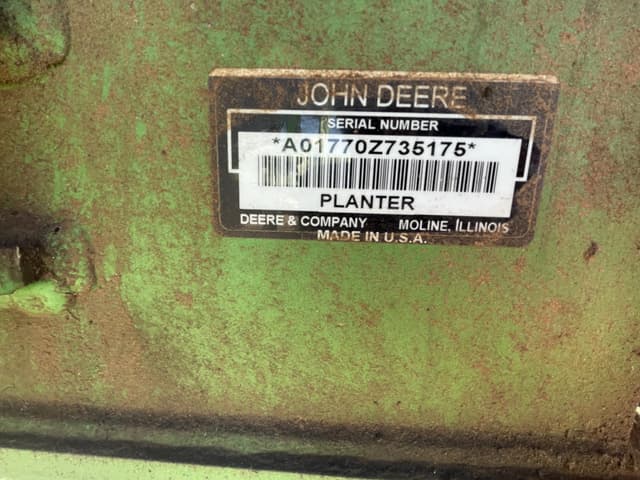 JOHN DEERE
SERIAL NUMBER
*A01770Z735175*
PLANTER
DEERE & COMPANY MOLINE, ILLINOIS
MADE IN U.S.A.